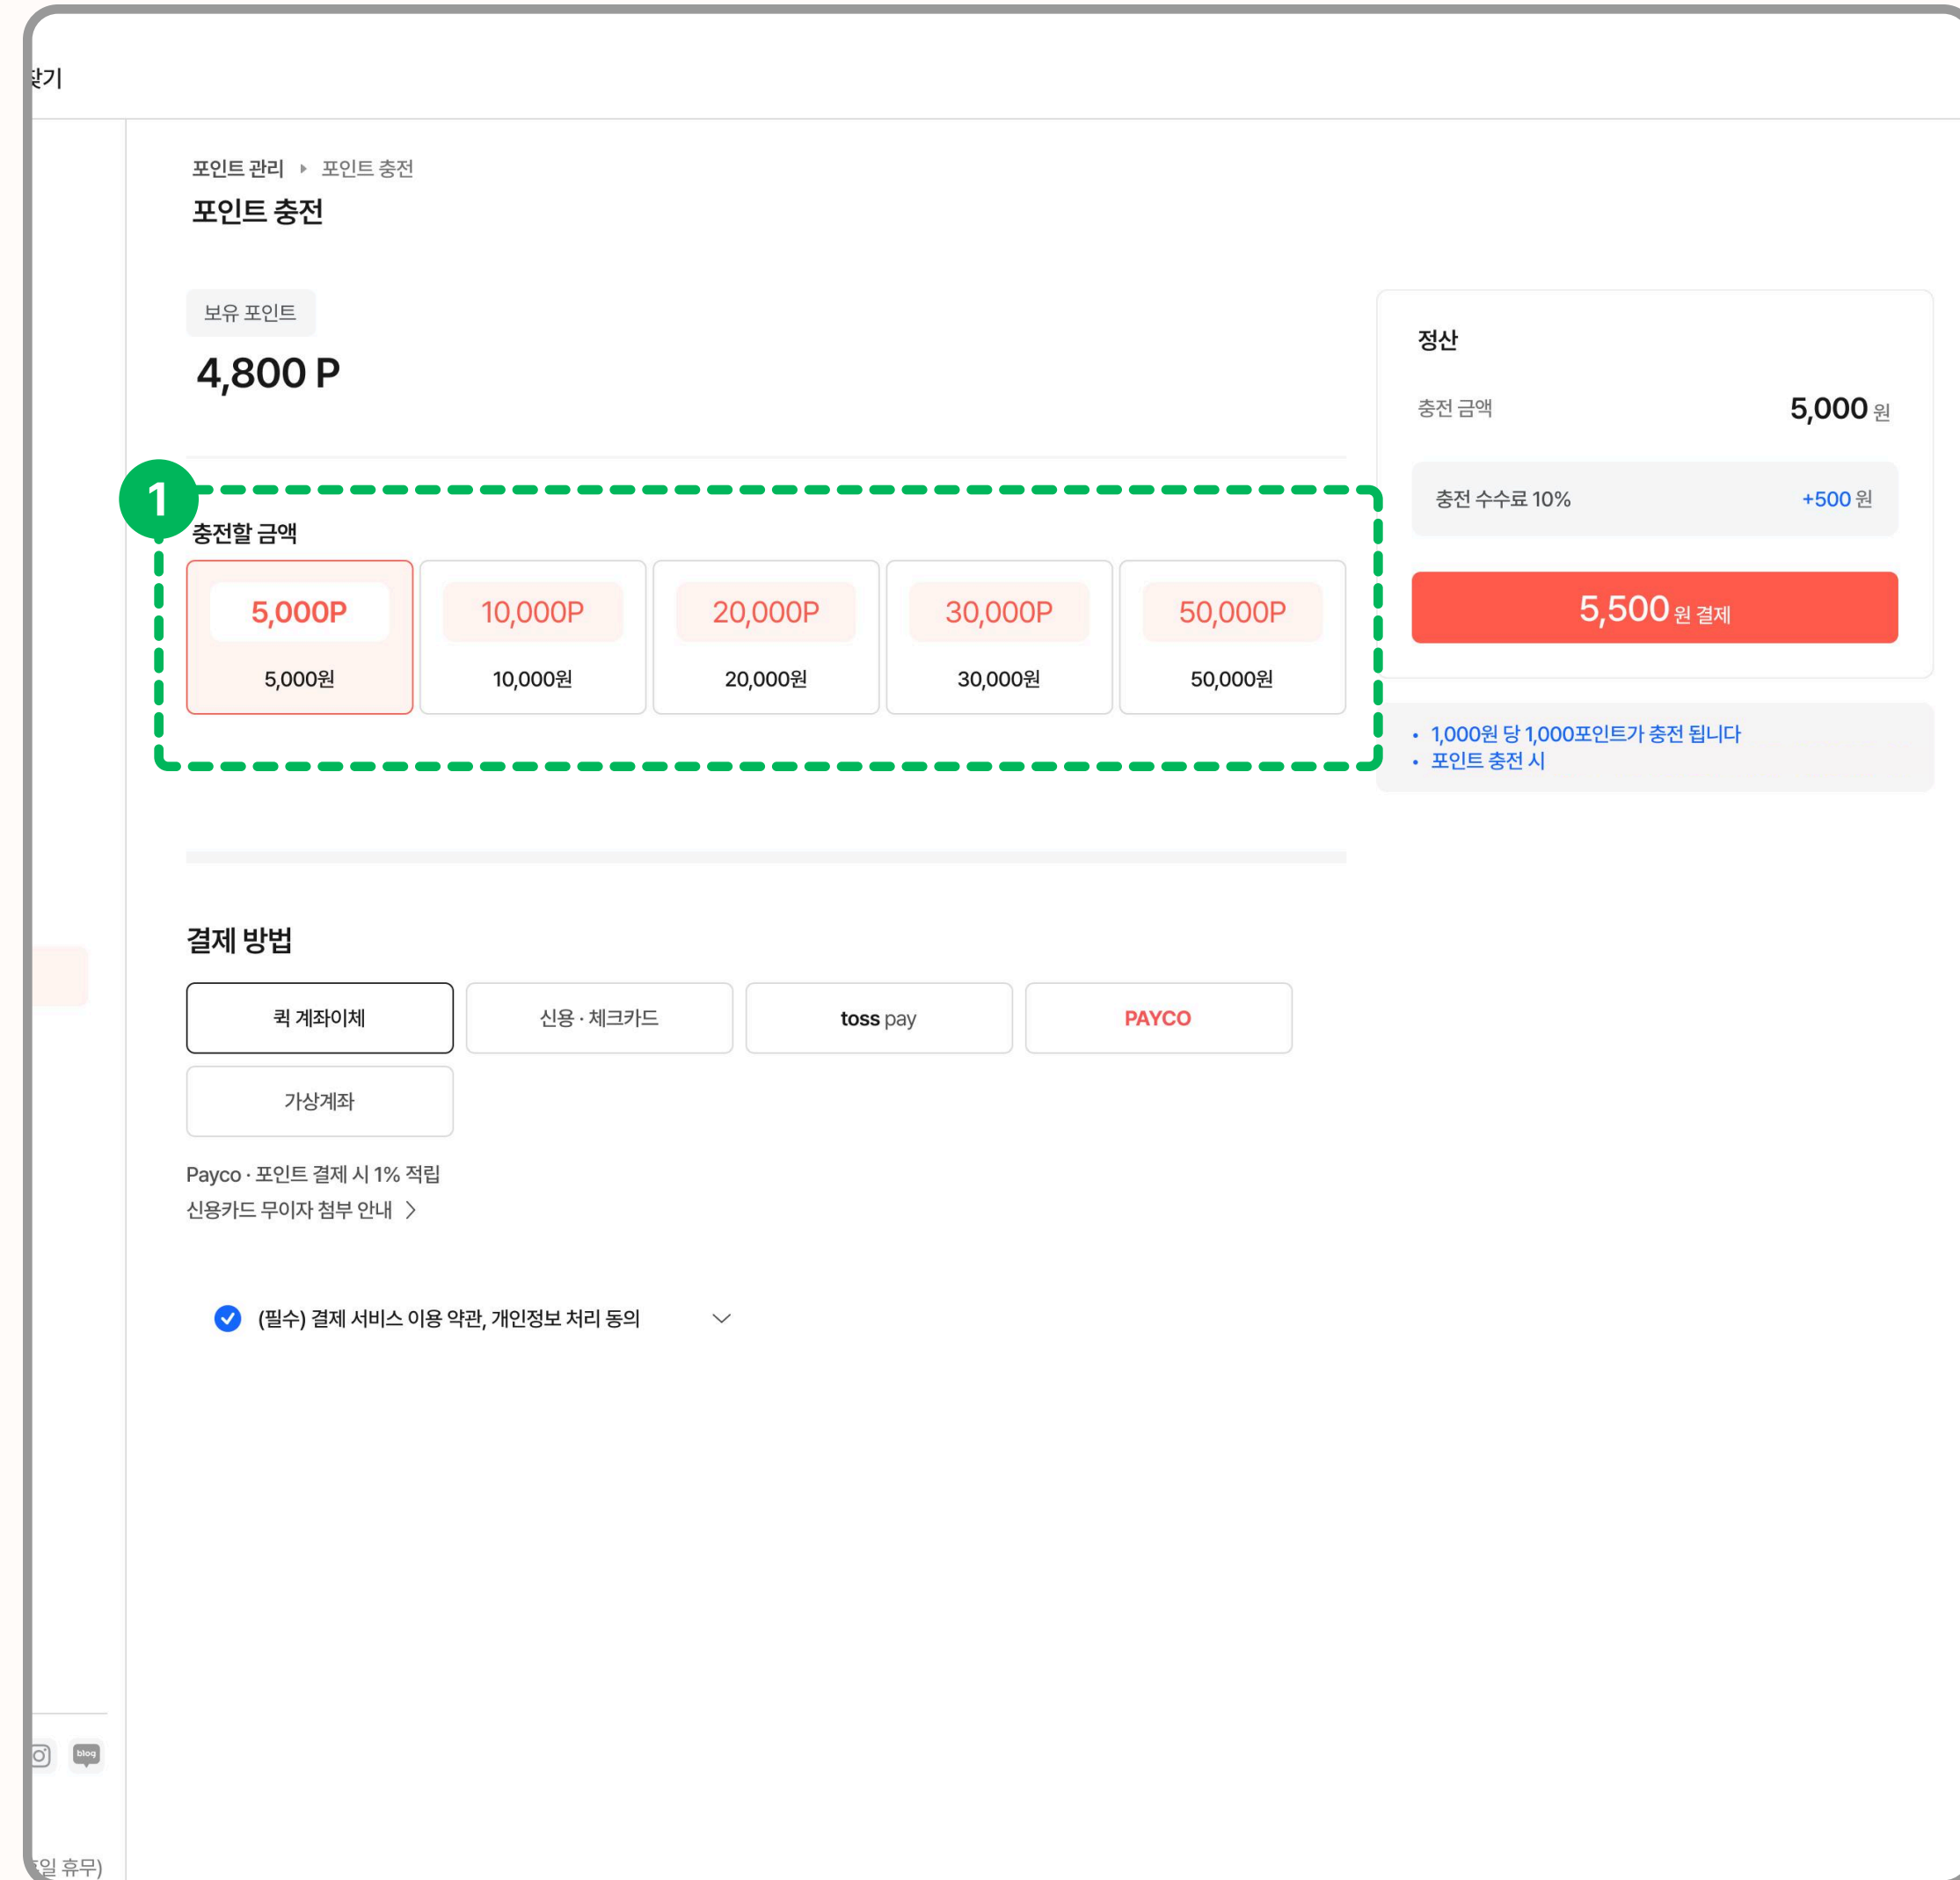 찾기
포인트 관리 포인트 충전
포인트 충전
보유 포인트
4,800 P
1
충전할 금액
5,000P 10,000P 20,000P 30,000P 50,000P
5,000원 10,000원 20,000원 30,000원 50,000원
정산
충전 금액 5,000 원
충전 수수료 10% +500 원
5,500 원 결제
• 1,000원 당 1,000포인트가 충전 됩니다
• 포인트 충전 시
결제 방법
퀵 계좌이체 신용 · 체크카드 toss pay PAYCO
가상계좌
Payco · 포인트 결제 시 1% 적립
신용카드 무이자 첨부 안내 >
(필수) 결제 서비스 이용 약관, 개인정보 처리 동의
blog
휴무)